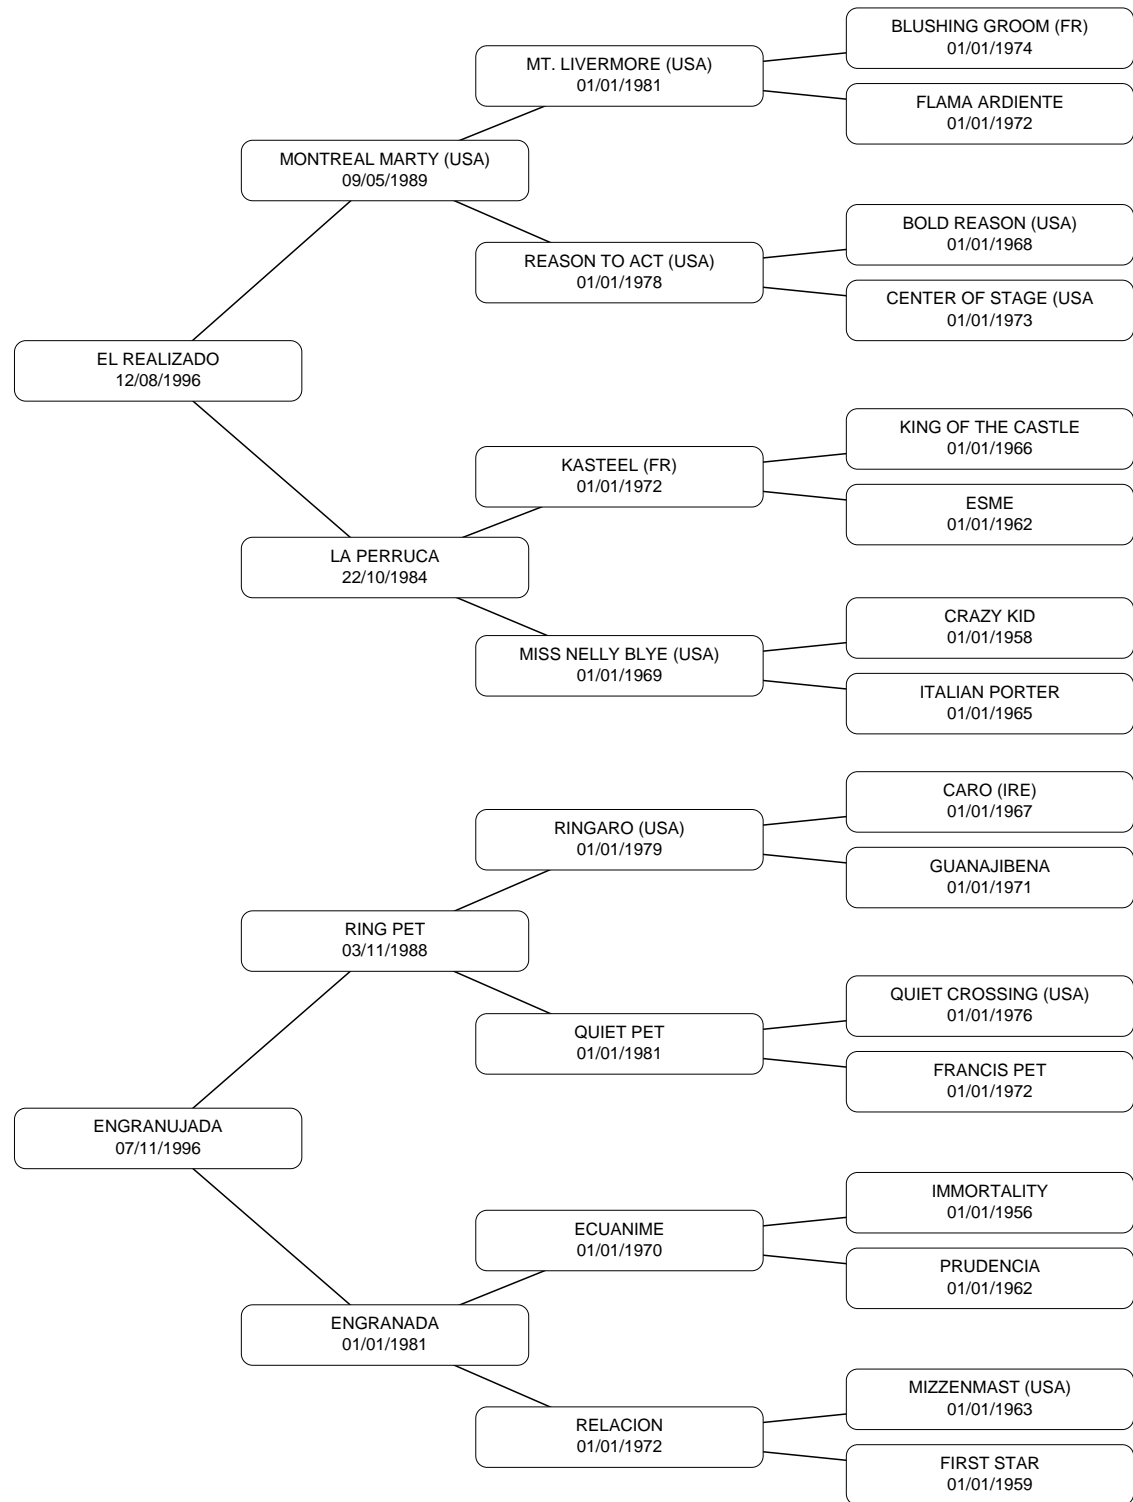 BLUSHING GROOM (FR)
01/01/1974
MT. LIVERMORE (USA)
01/01/1981
FLAMA ARDIENTE
01/01/1972
MONTREAL MARTY (USA)
09/05/1989
BOLD REASON (USA)
01/01/1968
REASON TO ACT (USA)
01/01/1978
CENTER OF STAGE (USA
01/01/1973
EL REALIZADO
12/08/1996
KING OF THE CASTLE
01/01/1966
KASTEEL (FR)
01/01/1972
ESME
01/01/1962
LA PERRUCA
22/10/1984
CRAZY KID
01/01/1958
MISS NELLY BLYE (USA)
01/01/1969
ITALIAN PORTER
01/01/1965
CARO (IRE)
01/01/1967
RINGARO (USA)
01/01/1979
GUANAJIBENA
01/01/1971
RING PET
03/11/1988
QUIET CROSSING (USA)
01/01/1976
QUIET PET
01/01/1981
FRANCIS PET
01/01/1972
ENGRANUJADA
07/11/1996
IMMORTALITY
01/01/1956
ECUANIME
01/01/1970
PRUDENCIA
01/01/1962
ENGRANADA
01/01/1981
MIZZENMAST (USA)
01/01/1963
RELACION
01/01/1972
FIRST STAR
01/01/1959